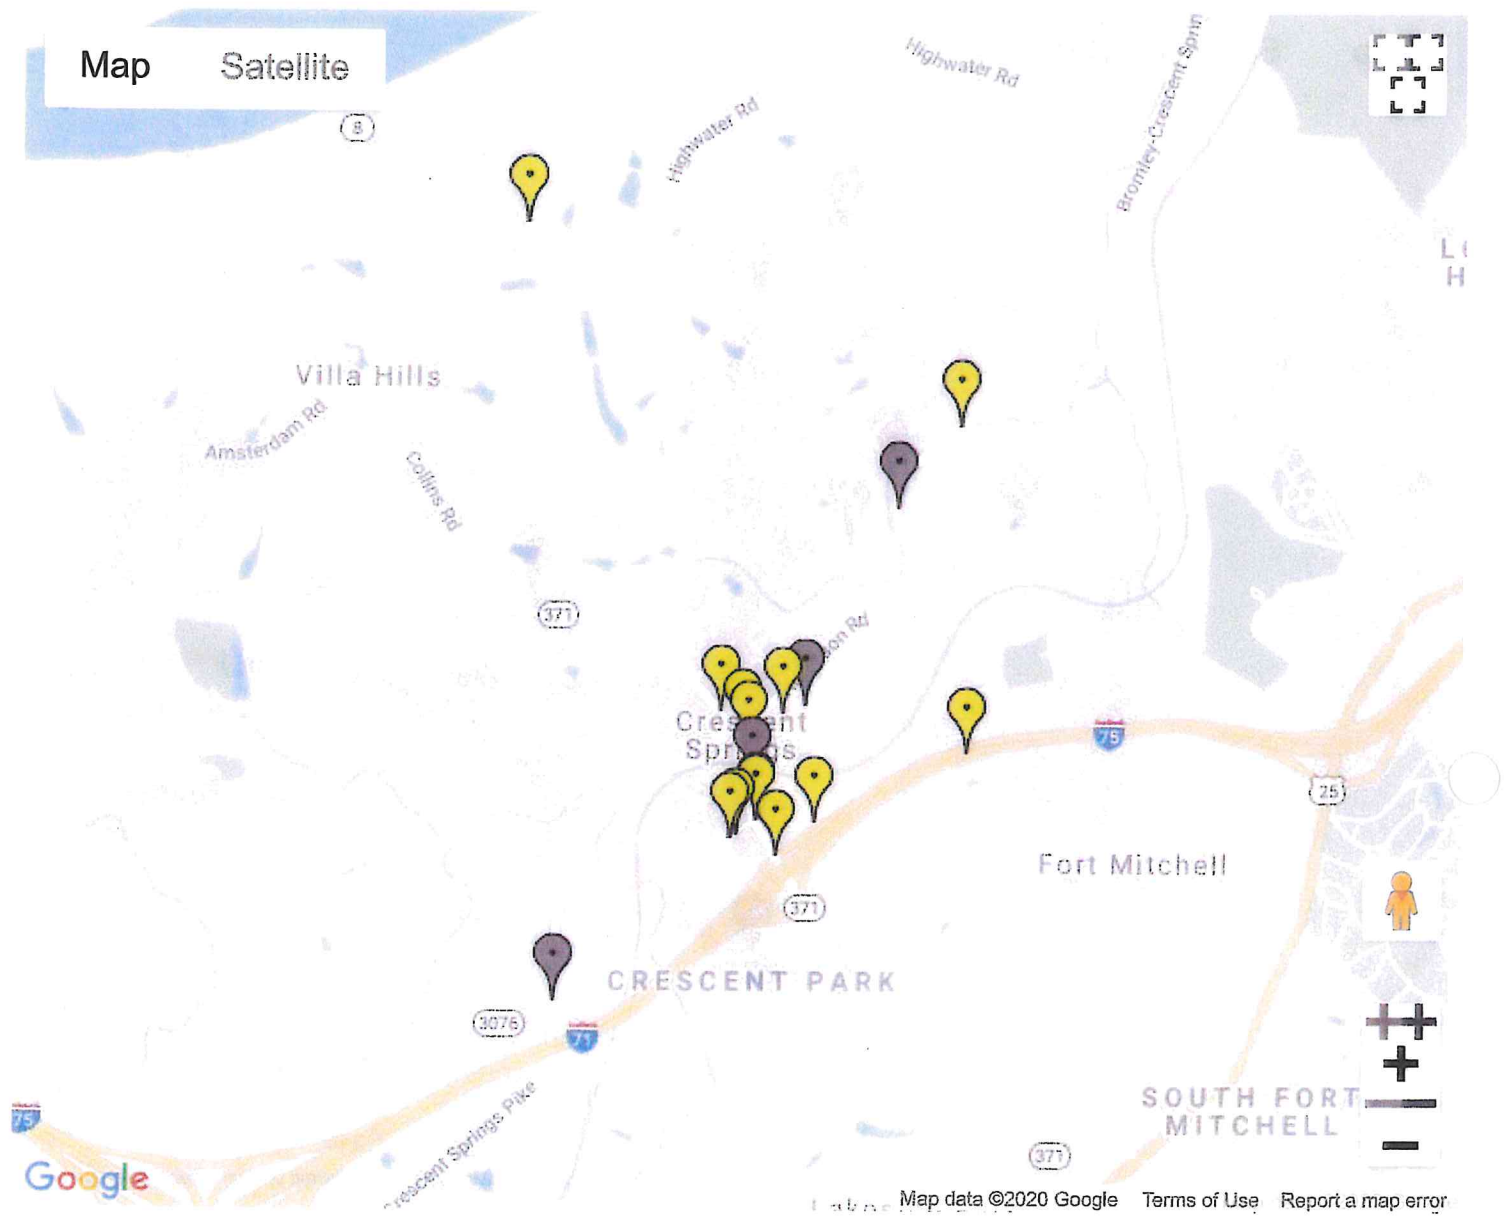 Map Satellite
8
Highwater Rd
Highwater Rd
Bromley-Crescent Sprin
H
Villa Hills
Amsterdam Rd
Collins Rd
371
son Rd
Crescent
Springs
75
25
Fort Mitchell
371
CRESCENT PARK
3076
71
75
Crescent Springs Pike
SOUTH FORT
MITCHELL
371
Google
Map data ©2020 Google Terms of Use Report a map error